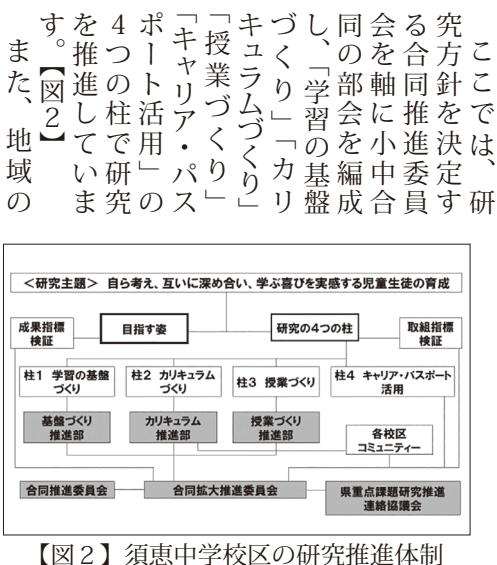 ここでは、研
究方針を決定す
る合同推進委員
会を軸に小中合
同の部会を編成
し、「学習の基盤
づくり」「カリ
キュラムづくり」
「授業づくり」
「キャリア・パス
ポート活用」の
４つの柱で研究
を推進していま
す。【図２】
また、地域の
＜研究主題＞ 自ら考え、互いに深め合い、学ぶ喜びを実感する児童生徒の育成
成果指標
検証
目指す姿
研究の４つの柱
取組指標
検証
柱１ 学習の基盤
づくり
柱２ カリキュラム
づくり
柱３ 授業づくり
柱４ キャリア・パスポート
活用
基盤づくり
推進部
カリキュラム
推進部
授業づくり
推進部
各校区
コミュニティー
合同推進委員会
合同拡大推進委員会
県重点課題研究推進
連絡協議会
【図２】須恵中学校区の研究推進体制